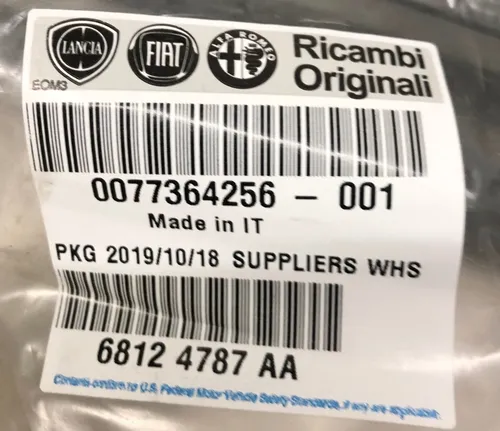 LANCIA FIAT ALFA ROMEO Ricambi
Originali
EOM3
0077364256 - 001
Made in IT
PKG 2019/10/18 SUPPLIERS WHS
6812 4787 AA
Contents conform to U.S. Federal Motor Vehicle Safety Standards, if any are applicable.